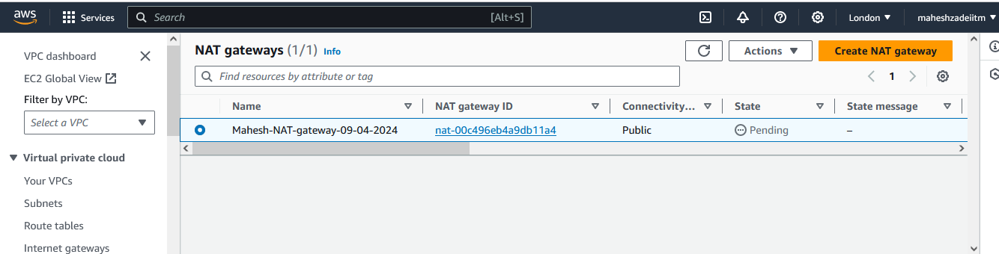 aws Services Search [Alt+S] London maheshzadeiitm
VPC dashboard
EC2 Global View
Filter by VPC:
Select a VPC
Virtual private cloud
Your VPCs
Subnets
Route tables
Internet gateways
NAT gateways (1/1) Info Actions Create NAT gateway
Find resources by attribute or tag 1
Name NAT gateway ID Connectivity... State State message
Mahesh-NAT-gateway-09-04-2024 nat-00c496eb4a9db11a4 Public Pending –